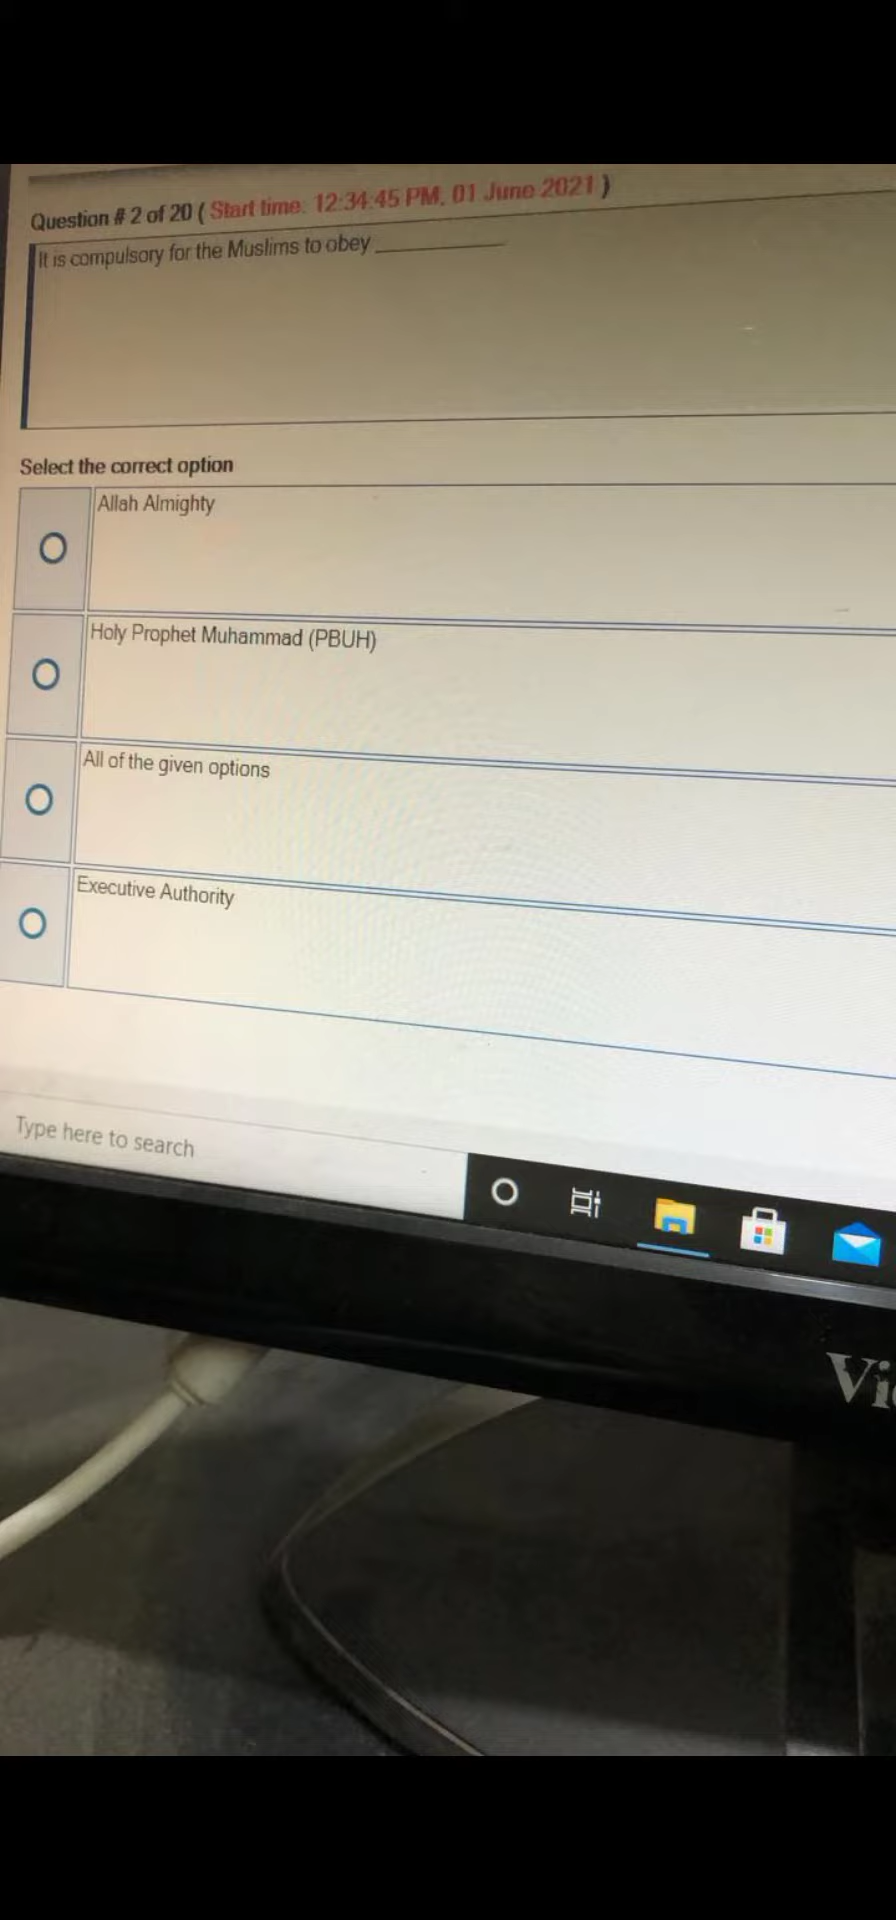 Question # 2 of 20 ( Start time: 12:34:45 PM, 01 June 2021 )
It is compulsory for the Muslims to obey __________
Select the correct option
Allah Almighty
Holy Prophet Muhammad (PBUH)
All of the given options
Executive Authority
Type here to search